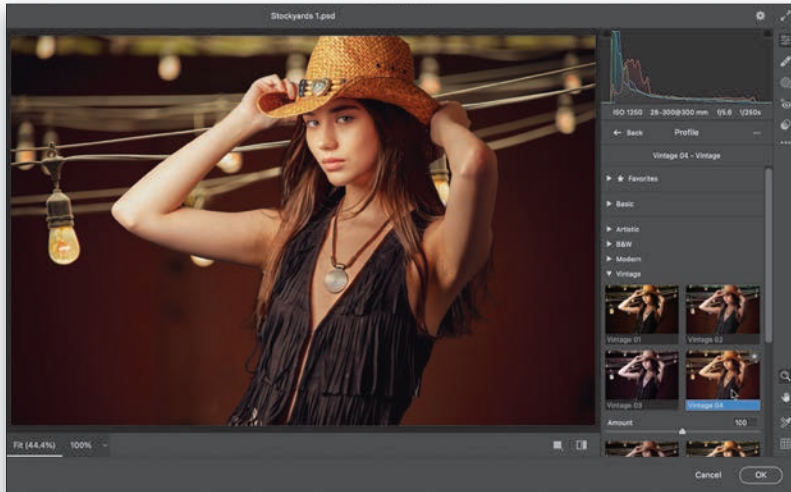 Stockyards 1.psd
ISO 1250 28-300@300 mm f/5.6 1/250s
← Back Profile ...
Vintage 04 - Vintage
▶ ★ Favorites
▶ Basic
▶ Artistic
▶ B&W
▶ Modern
▼ Vintage
Vintage 01 Vintage 02
Vintage 03 Vintage 04
Amount 100
Fit (44.4%) 100%
Cancel OK